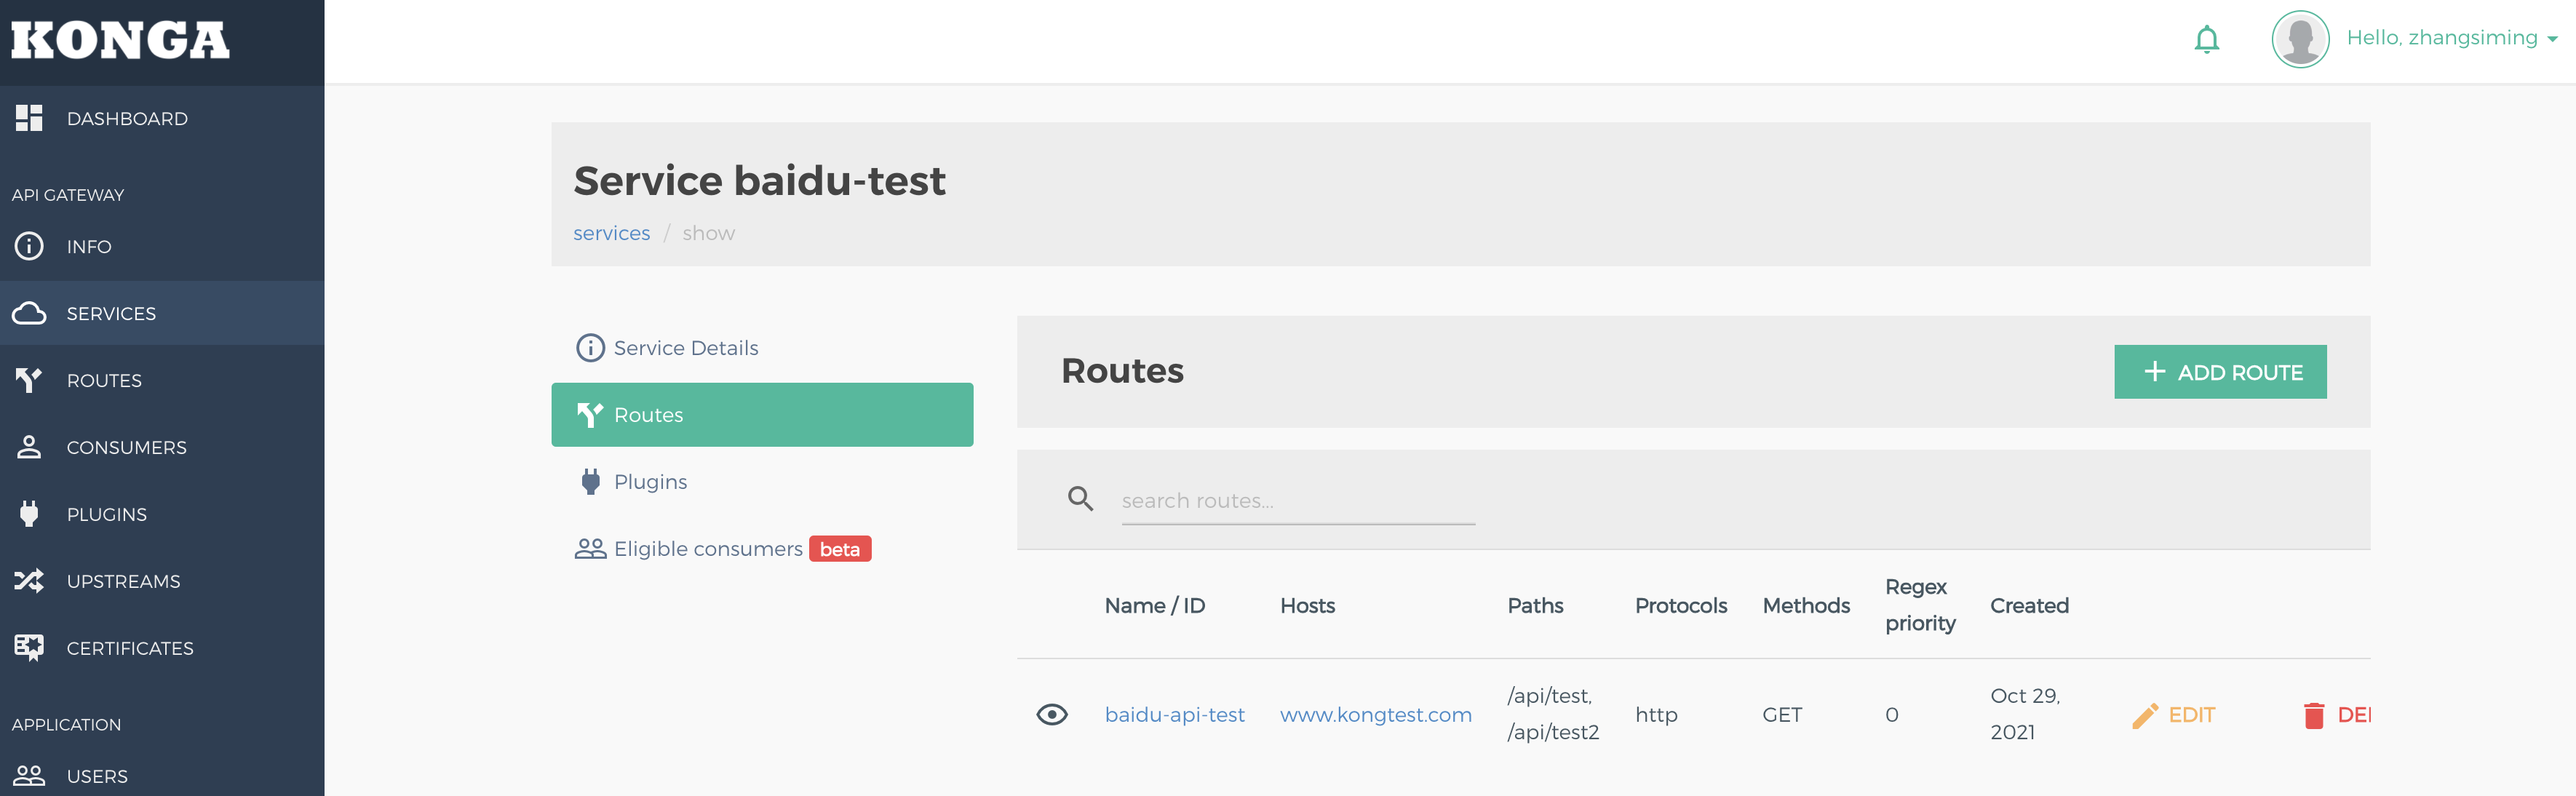 KONGA
Hello, zhangsiming
DASHBOARD
API GATEWAY
INFO
SERVICES
ROUTES
CONSUMERS
PLUGINS
UPSTREAMS
CERTIFICATES
APPLICATION
USERS
Service baidu-test
services / show
Service Details
Routes
Plugins
Eligible consumers beta
Routes
+ ADD ROUTE
search routes...
Name / ID Hosts Paths Protocols Methods Regex priority Created
baidu-api-test www.kongtest.com /api/test, /api/test2 http GET 0 Oct 29, 2021 EDIT DEL